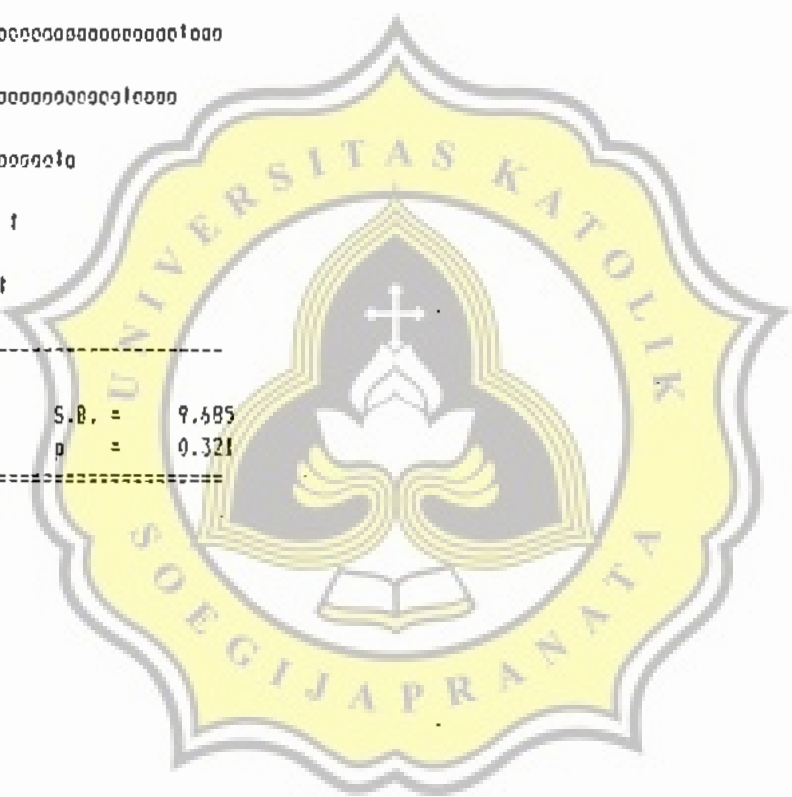 UNIVERSITAS KATOLIK
S.B. = 9.685
p = 0.321
SOEGIJAPRANATA